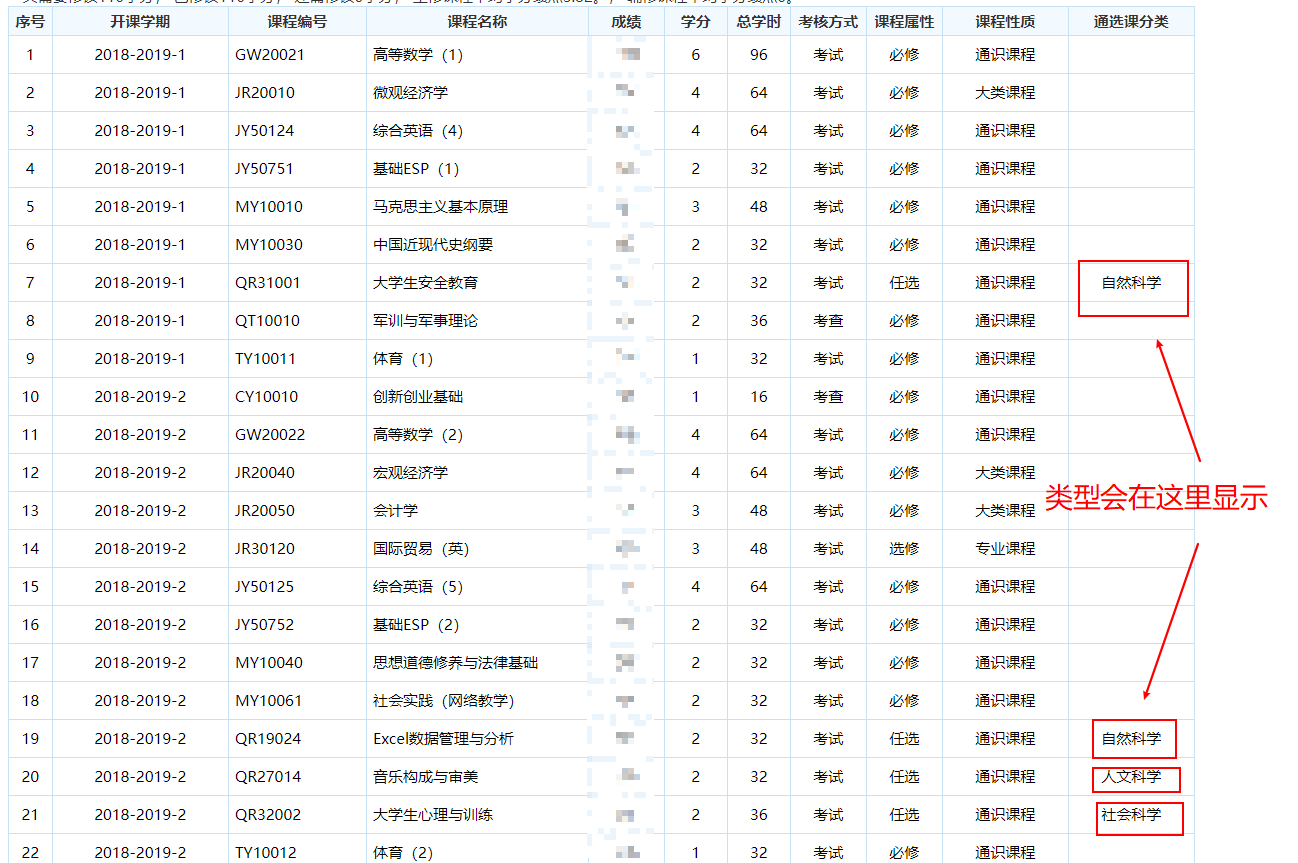 序号 开课学期 课程编号 课程名称 成绩 学分 总学时 考核方式 课程属性 课程性质 通选课分类
1 2018-2019-1 GW20021 高等数学（1） 6 96 考试 必修 通识课程
2 2018-2019-1 JR20010 微观经济学 4 64 考试 必修 大类课程
3 2018-2019-1 JY50124 综合英语（4） 4 64 考试 必修 通识课程
4 2018-2019-1 JY50751 基础ESP（1） 2 32 考试 必修 通识课程
5 2018-2019-1 MY10010 马克思主义基本原理 3 48 考试 必修 通识课程
6 2018-2019-1 MY10030 中国近现代史纲要 2 32 考试 必修 通识课程
7 2018-2019-1 QR31001 大学生安全教育 2 32 考试 任选 通识课程 自然科学
8 2018-2019-1 QT10010 军训与军事理论 2 36 考查 必修 通识课程
9 2018-2019-1 TY10011 体育（1） 1 32 考试 必修 通识课程
10 2018-2019-2 CY10010 创新创业基础 1 16 考查 必修 通识课程
11 2018-2019-2 GW20022 高等数学（2） 4 64 考试 必修 通识课程
12 2018-2019-2 JR20040 宏观经济学 4 64 考试 必修 大类课程
13 2018-2019-2 JR20050 会计学 3 48 考试 必修 大类课程
类型会在这里显示
14 2018-2019-2 JR30120 国际贸易（英） 3 48 考试 选修 专业课程
15 2018-2019-2 JY50125 综合英语（5） 4 64 考试 必修 通识课程
16 2018-2019-2 JY50752 基础ESP（2） 2 32 考试 必修 通识课程
17 2018-2019-2 MY10040 思想道德修养与法律基础 2 32 考试 必修 通识课程
18 2018-2019-2 MY10061 社会实践（网络教学） 2 32 考试 必修 通识课程
19 2018-2019-2 QR19024 Excel数据管理与分析 2 32 考试 任选 通识课程 自然科学
20 2018-2019-2 QR27014 音乐构成与审美 2 32 考试 任选 通识课程 人文科学
21 2018-2019-2 QR32002 大学生心理与训练 2 36 考试 任选 通识课程 社会科学
22 2018-2019-2 TY10012 体育（2） 1 32 考试 必修 通识课程